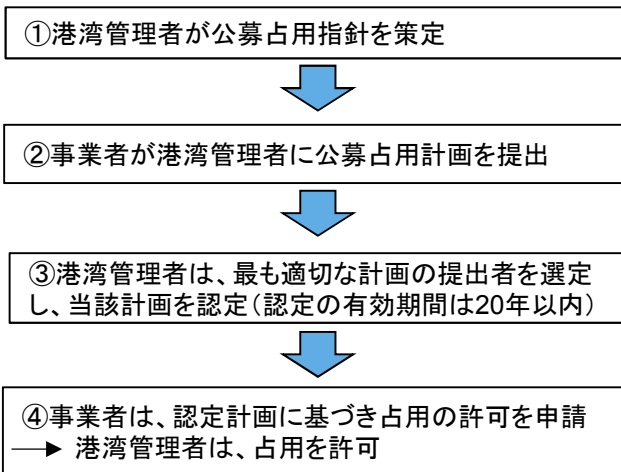 ①港湾管理者が公募占用指針を策定
②事業者が港湾管理者に公募占用計画を提出
③港湾管理者は、最も適切な計画の提出者を選定
し、当該計画を認定（認定の有効期間は20年以内）
④事業者は、認定計画に基づき占用の許可を申請
港湾管理者は、占用を許可